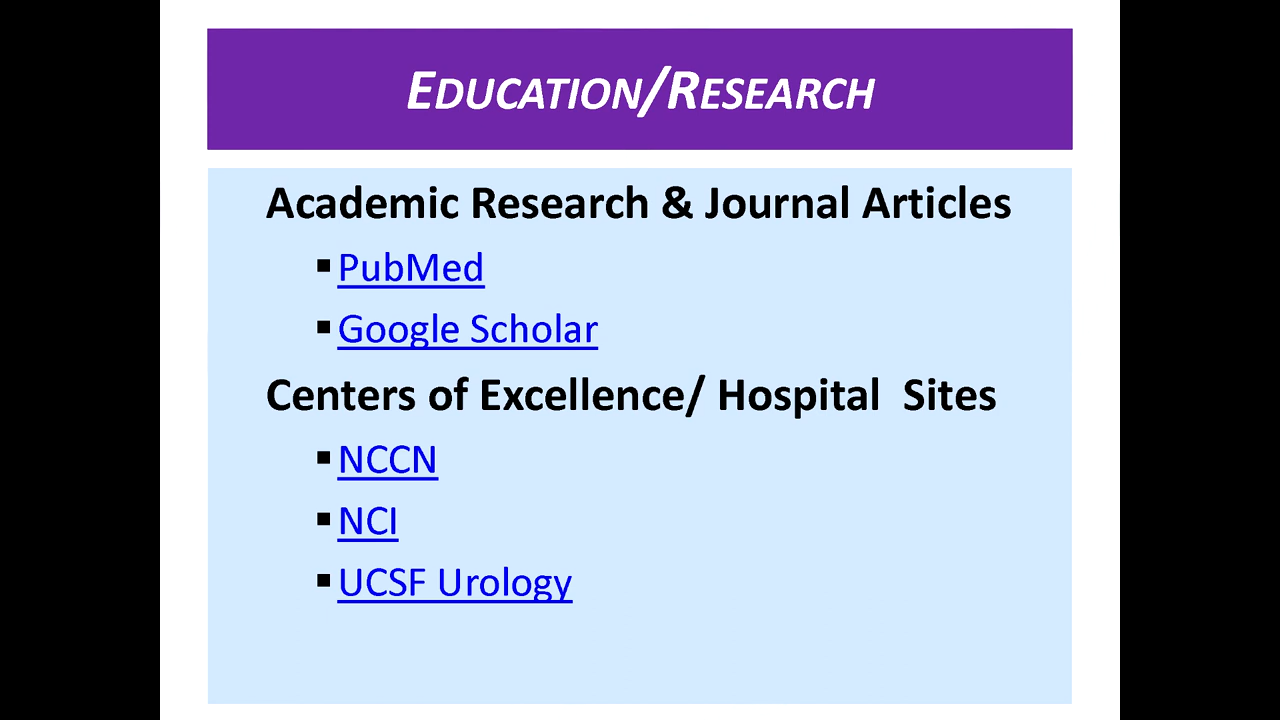 EDUCATION/RESEARCH
Academic Research & Journal Articles
▪PubMed
▪Google Scholar
Centers of Excellence/ Hospital  Sites
▪NCCN
▪NCI
▪UCSF Urology